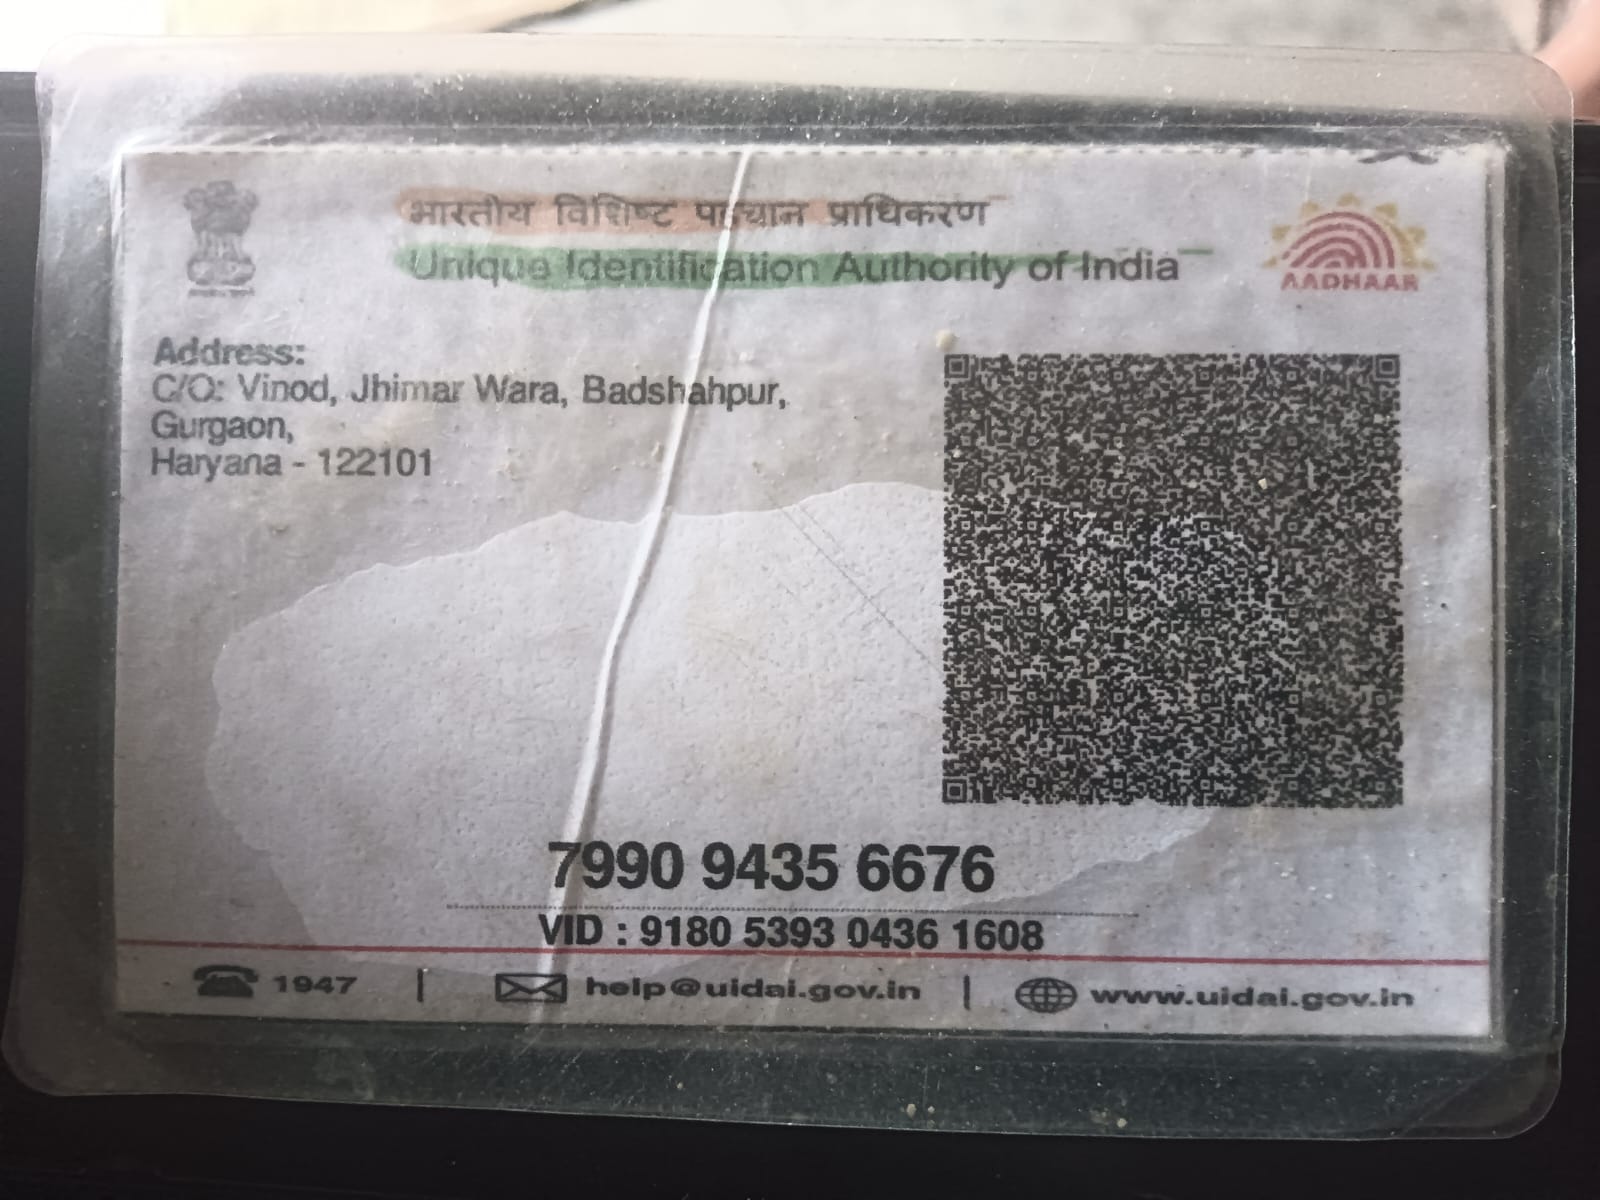 भारतीय विशिष्ट पहचान प्राधिकरण
Unique Identification Authority of India
AADHAAR
Address:
C/O: Vinod, Jhimar Wara, Badshahpur,
Gurgaon,
Haryana - 122101
7990 9435 6676
VID : 9180 5393 0436 1608
1947 | help@uidai.gov.in | www.uidai.gov.in